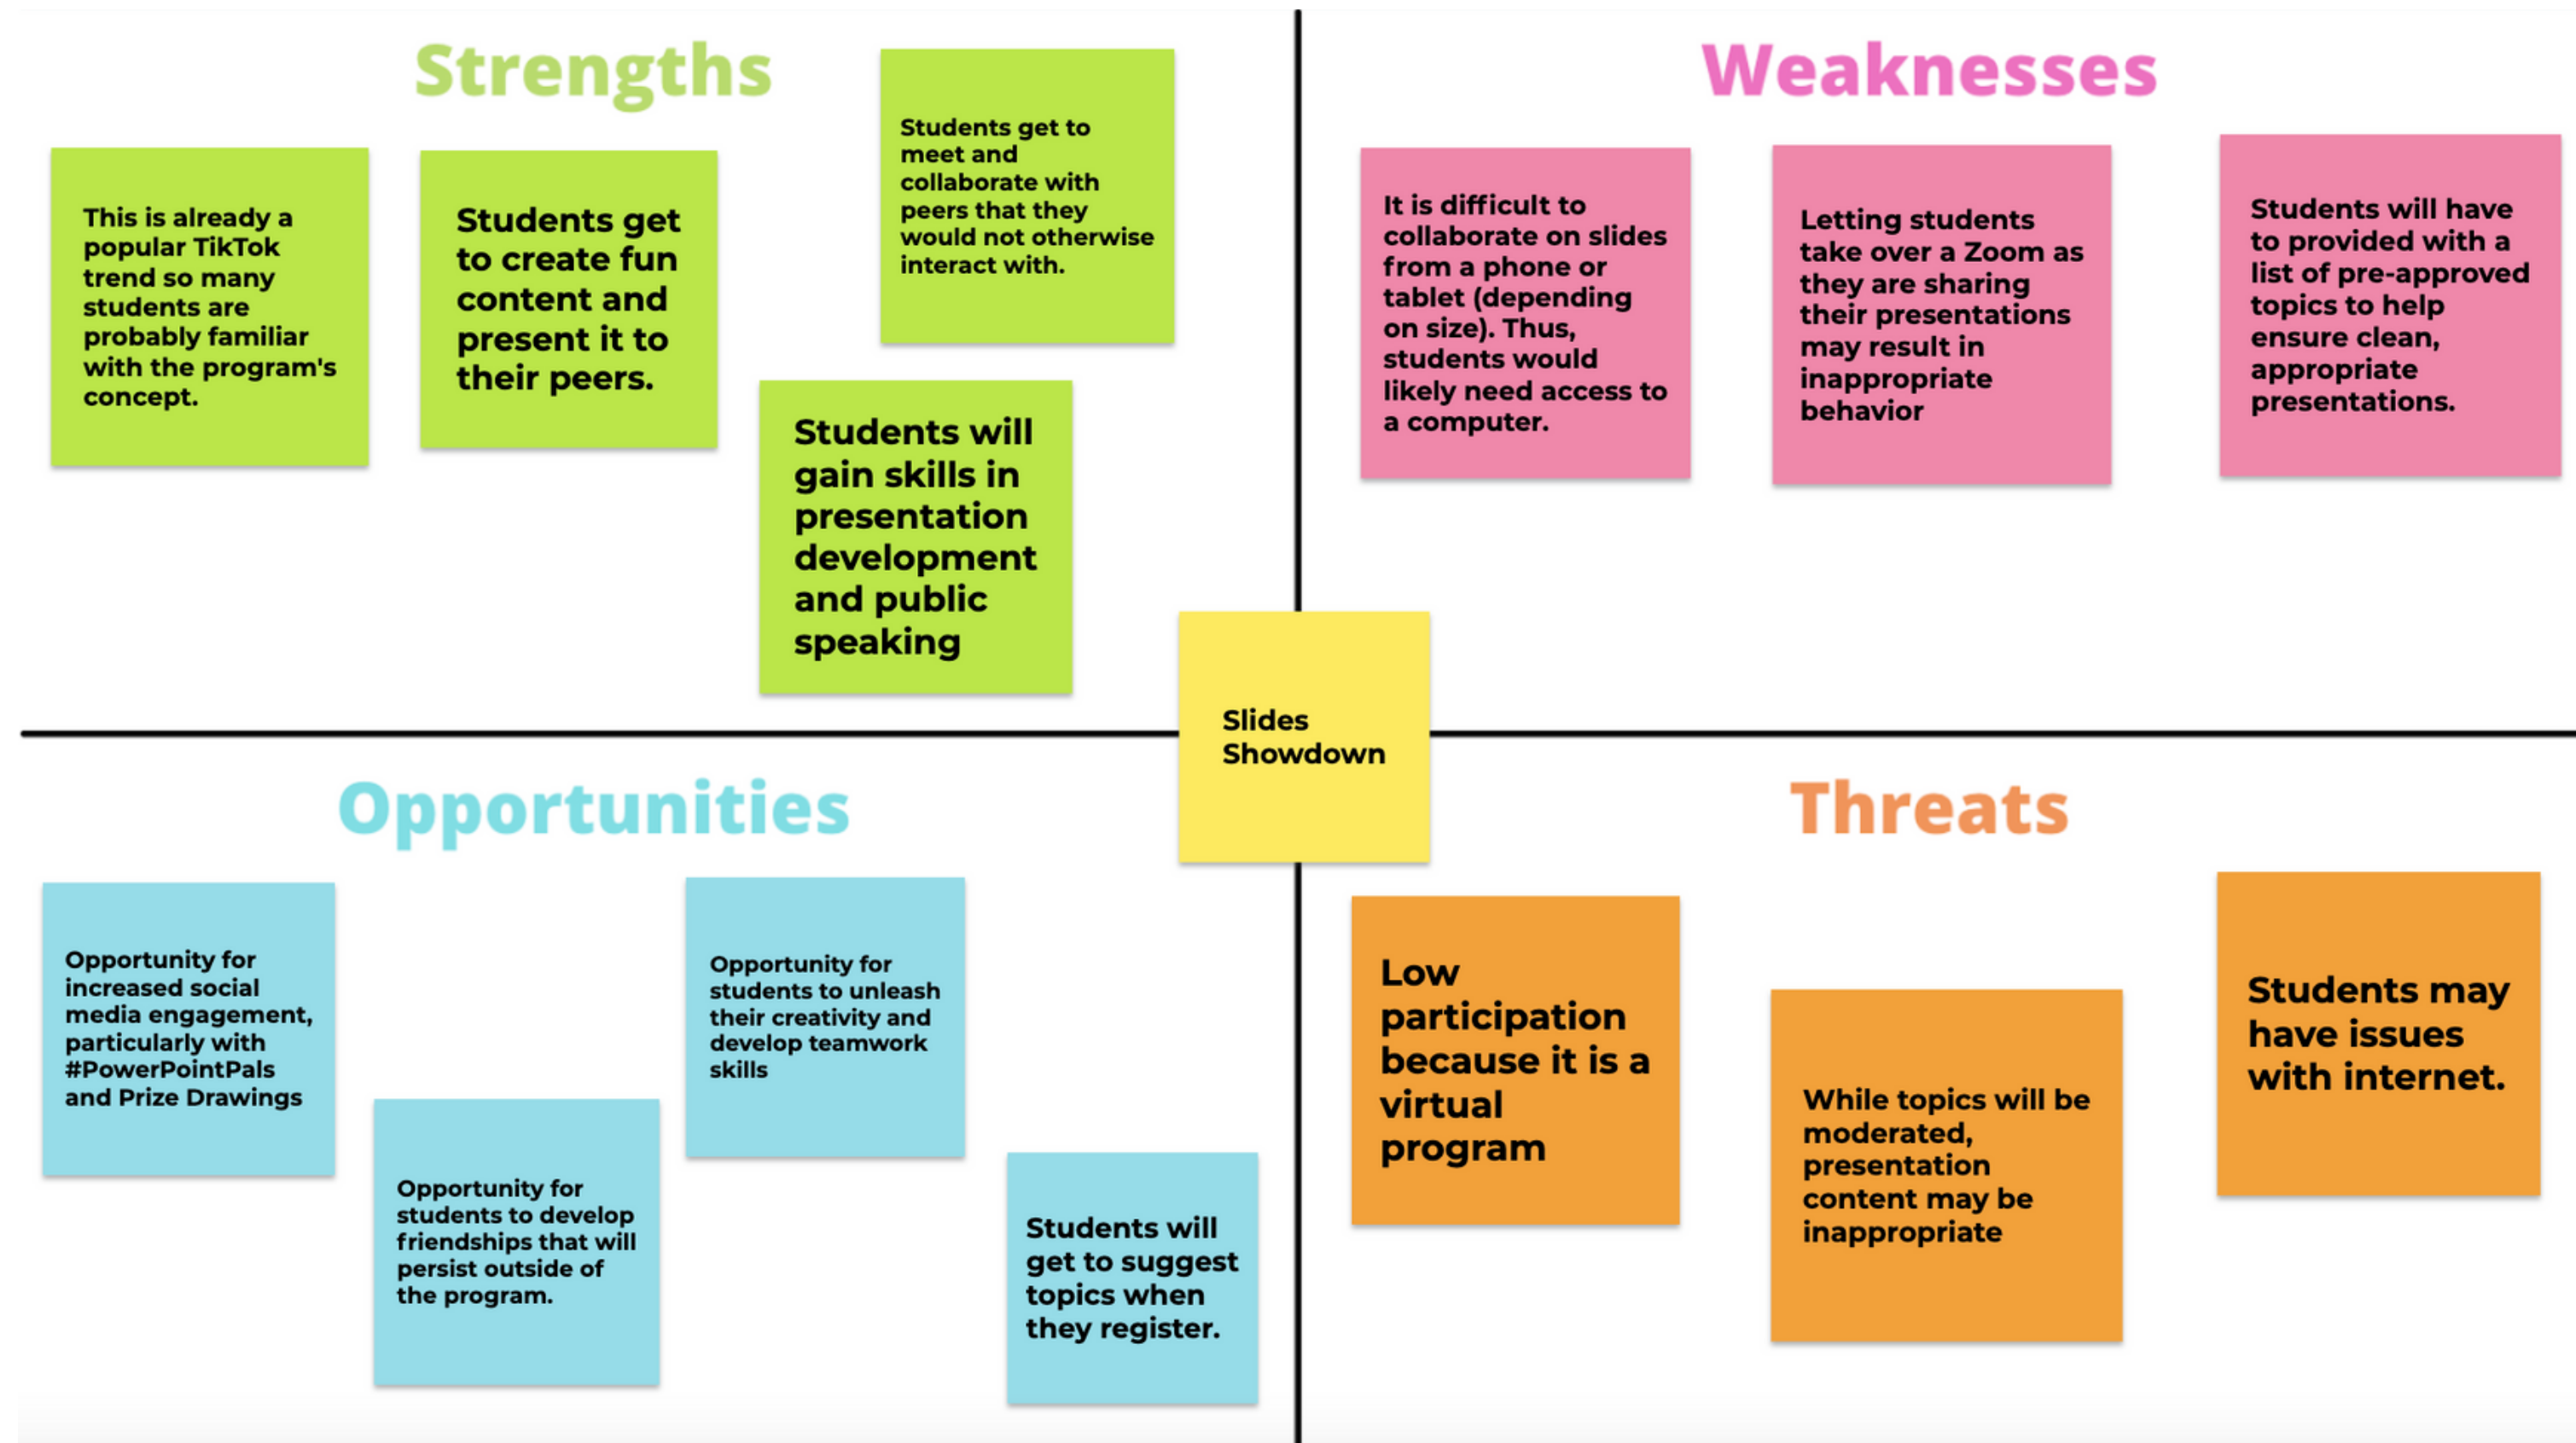 Strengths
This is already a
popular TikTok
trend so many
students are
probably familiar
with the program's
concept.
Students get
to create fun
content and
present it to
their peers.
Students get to
meet and
collaborate with
peers that they
would not otherwise
interact with.
Students will
gain skills in
presentation
development
and public
speaking
Weaknesses
It is difficult to
collaborate on slides
from a phone or
tablet (depending
on size). Thus,
students would
likely need access to
a computer.
Letting students
take over a Zoom as
they are sharing
their presentations
may result in
inappropriate
behavior
Students will have
to provided with a
list of pre-approved
topics to help
ensure clean,
appropriate
presentations.
Slides
Showdown
Opportunities
Opportunity for
increased social
media engagement,
particularly with
#PowerPointPals
and Prize Drawings
Opportunity for
students to develop
friendships that will
persist outside of
the program.
Opportunity for
students to unleash
their creativity and
develop teamwork
skills
Students will
get to suggest
topics when
they register.
Threats
Low
participation
because it is a
virtual
program
While topics will be
moderated,
presentation
content may be
inappropriate
Students may
have issues
with internet.